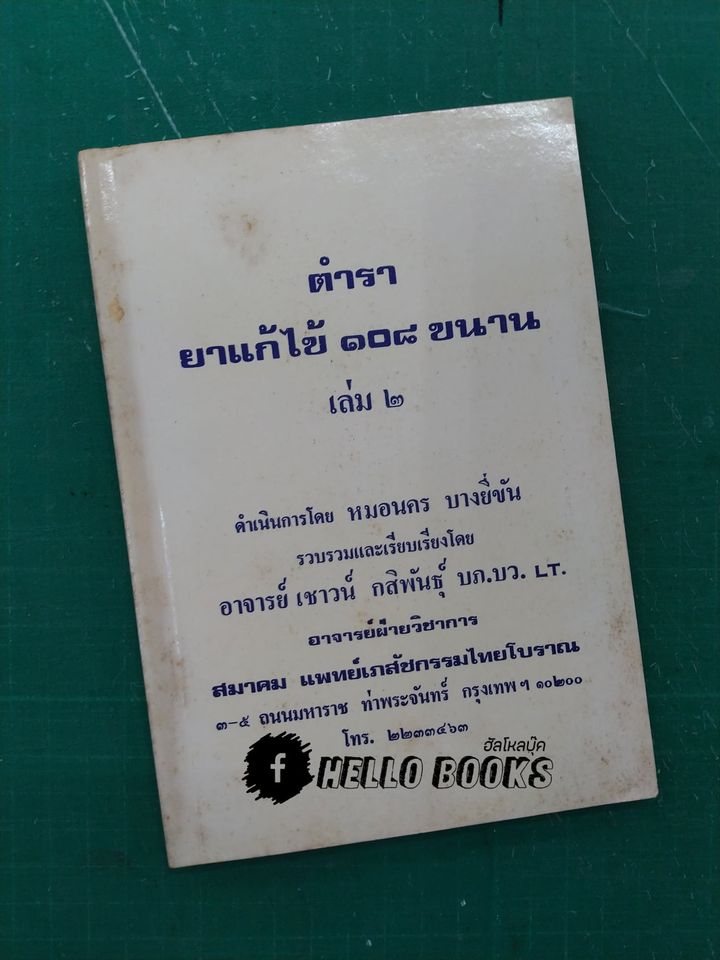 ตำรา
ยาแก้ไข้ ๑๐๘ ขนาน
เล่ม ๒
ดำเนินการโดย หมอนคร บางยี่ขัน
รวบรวมและเรียบเรียงโดย
อาจารย์ เชาวน์ กสิพันธุ์ บภ.บว. LT.
อาจารย์ฝ่ายวิชาการ
สมาคม แพทย์เภสัชกรรมไทยโบราณ
๓-๕ ถนนมหาราช ท่าพระจันทร์ กรุงเทพฯ ๑๐๒๐๐
โทร. ๒๒๓๓๔๖๓
ฮัลโหลบุ๊ค
f HELLO BOOKS